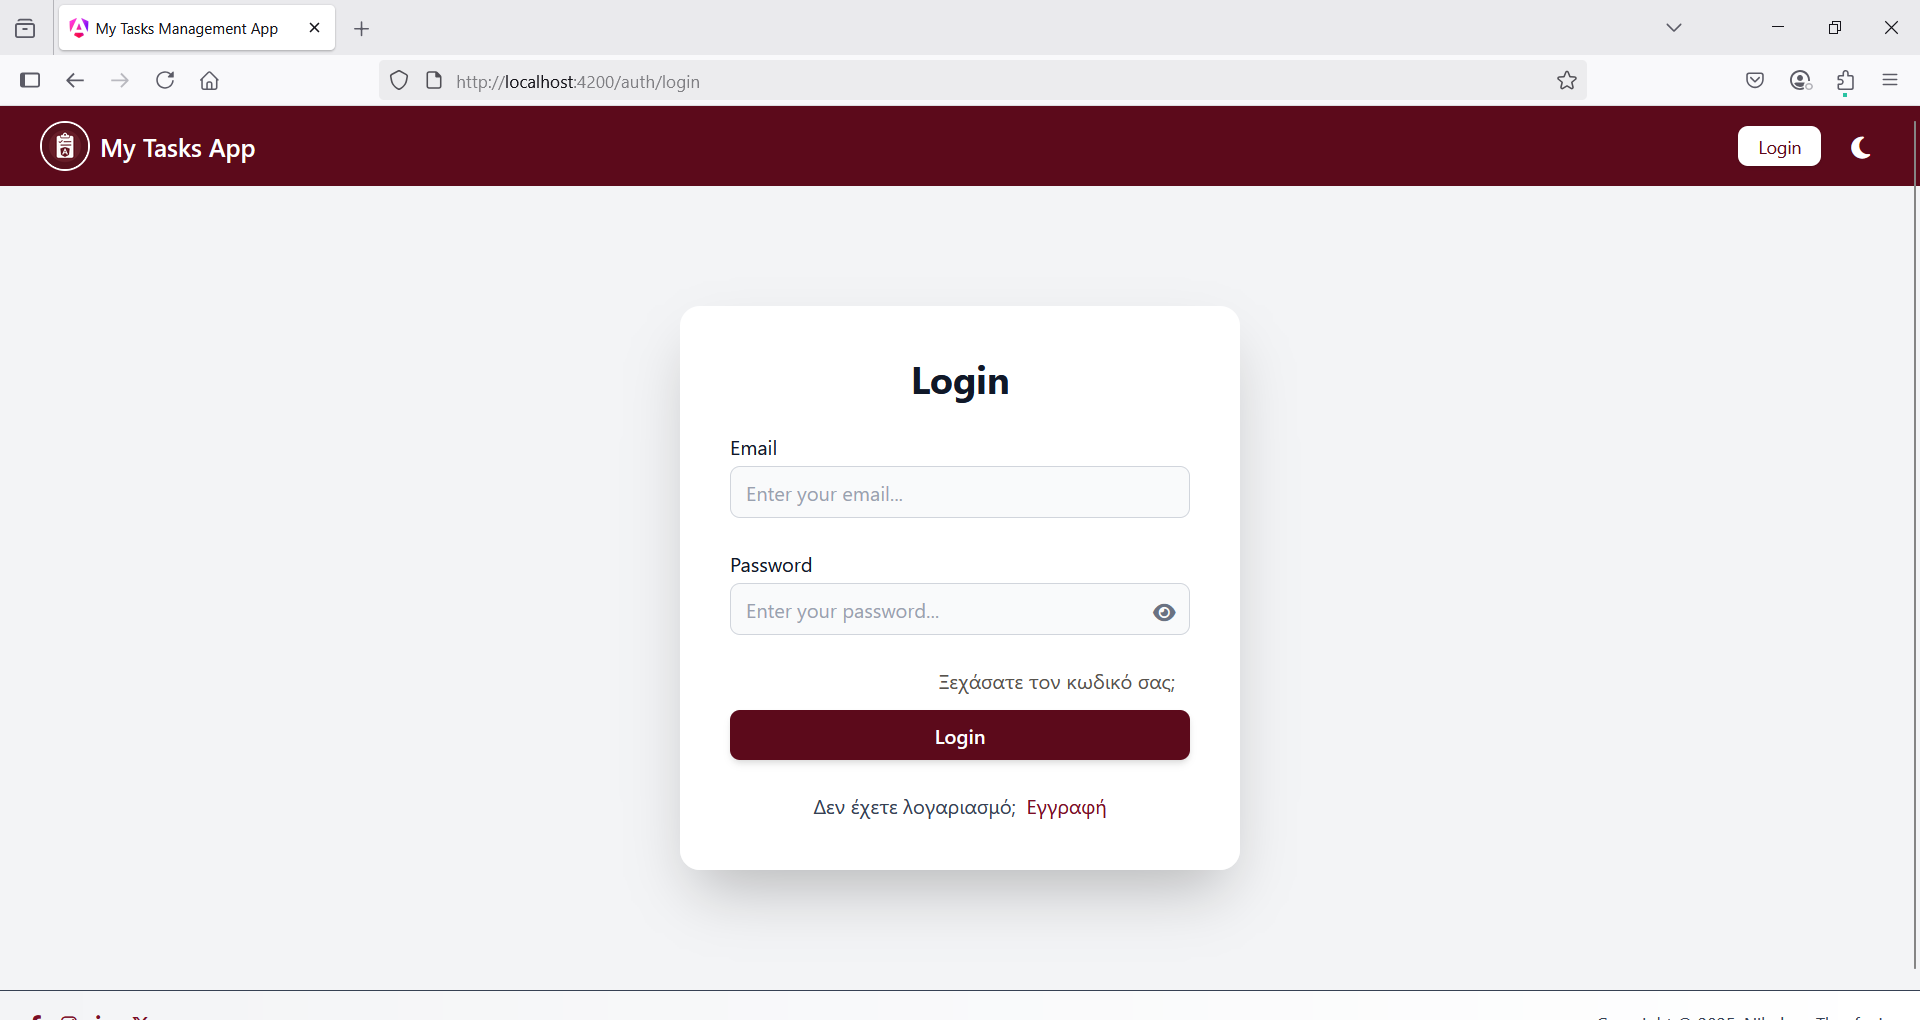 My Tasks Management App
http://localhost:4200/auth/login
My Tasks App
Login
Login
Email
Enter your email...
Password
Enter your password...
Ξεχάσατε τον κωδικό σας;
Login
Δεν έχετε λογαριασμό; Εγγραφή